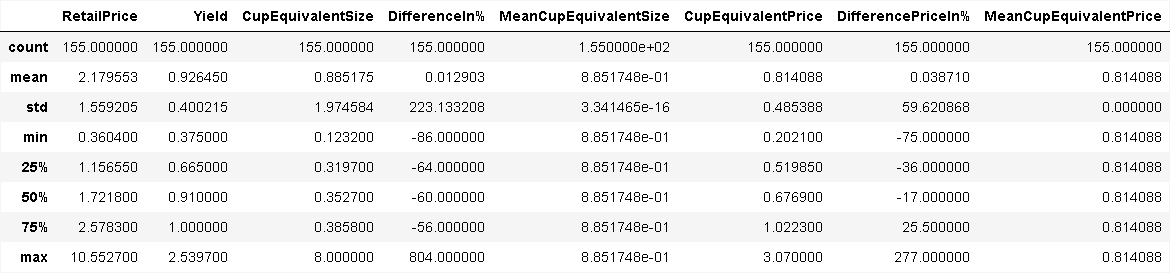 RetailPrice Yield CupEquivalentSize DifferenceIn% MeanCupEquivalentSize CupEquivalentPrice DifferencePriceIn% MeanCupEquivalentPrice
count 155.000000 155.000000 155.000000 155.000000 1.550000e+02 155.000000 155.000000 155.000000
mean 2.179553 0.926450 0.885175 0.012903 8.851748e-01 0.814088 0.038710 0.814088
std 1.559205 0.400215 1.974584 223.133208 3.341465e-16 0.485388 59.620868 0.000000
min 0.360400 0.375000 0.123200 -86.000000 8.851748e-01 0.202100 -75.000000 0.814088
25% 1.156550 0.665000 0.319700 -64.000000 8.851748e-01 0.519850 -36.000000 0.814088
50% 1.721800 0.910000 0.352700 -60.000000 8.851748e-01 0.676900 -17.000000 0.814088
75% 2.578300 1.000000 0.385800 -56.000000 8.851748e-01 1.022300 25.500000 0.814088
max 10.552700 2.539700 8.000000 804.000000 8.851748e-01 3.070000 277.000000 0.814088